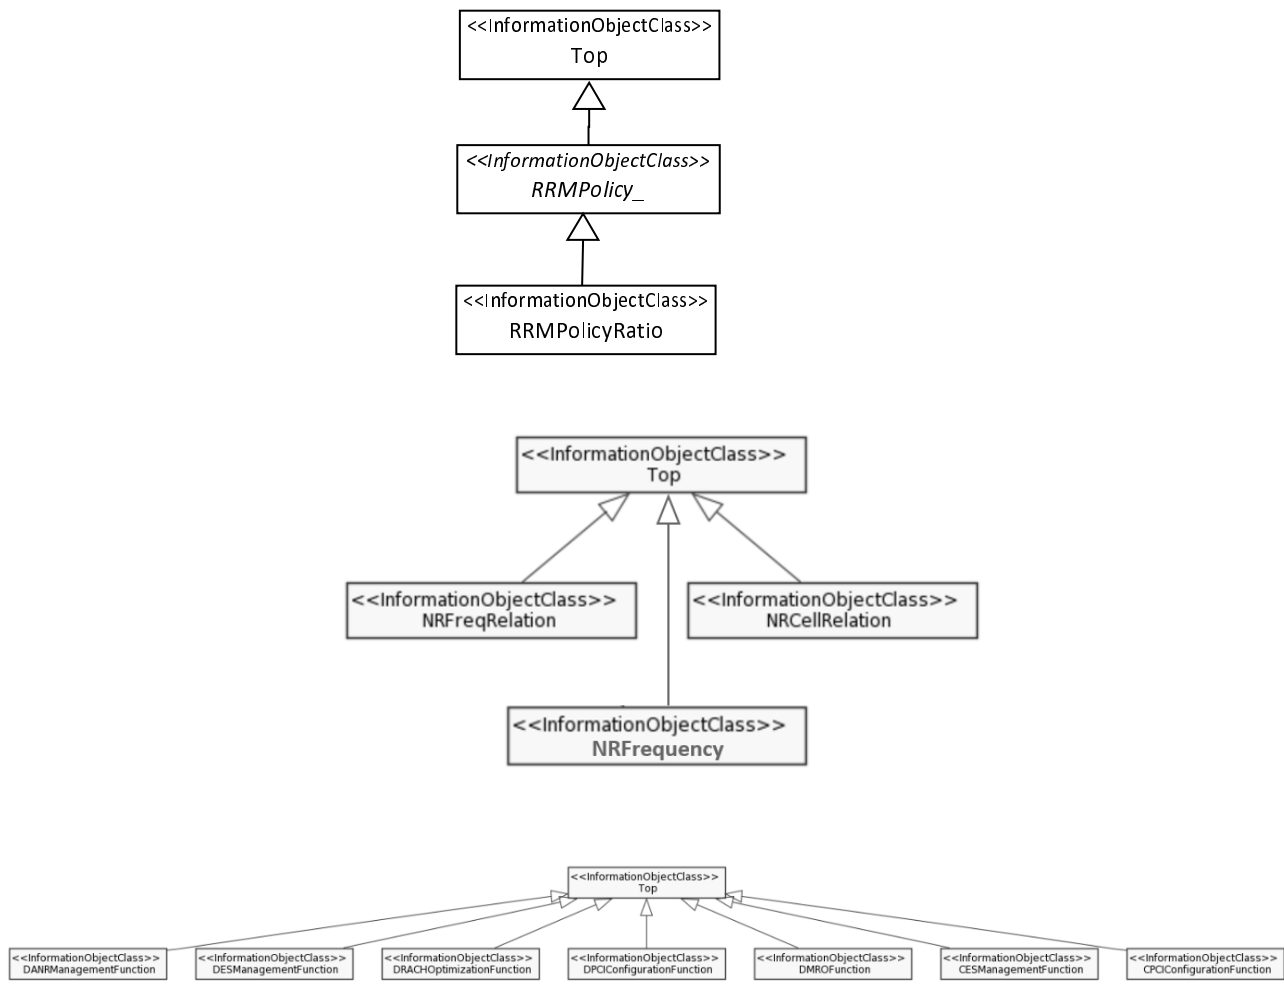 <<InformationObjectClass>>
Top
<<InformationObjectClass>>
RRMPolicy_
<<InformationObjectClass>>
RRMPolicyRatio
<<InformationObjectClass>>
Top
<<InformationObjectClass>>
NRFreqRelation
<<InformationObjectClass>>
NRCellRelation
<<InformationObjectClass>>
NRFrequency
<<InformationObjectClass>>
Top
<<InformationObjectClass>>
DANRManagementFunction
<<InformationObjectClass>>
DESManagementFunction
<<InformationObjectClass>>
DRACHOptimizationFunction
<<InformationObjectClass>>
DPCIConfigurationFunction
<<InformationObjectClass>>
DMROFunction
<<InformationObjectClass>>
CESManagementFunction
<<InformationObjectClass>>
CPCIConfigurationFunction